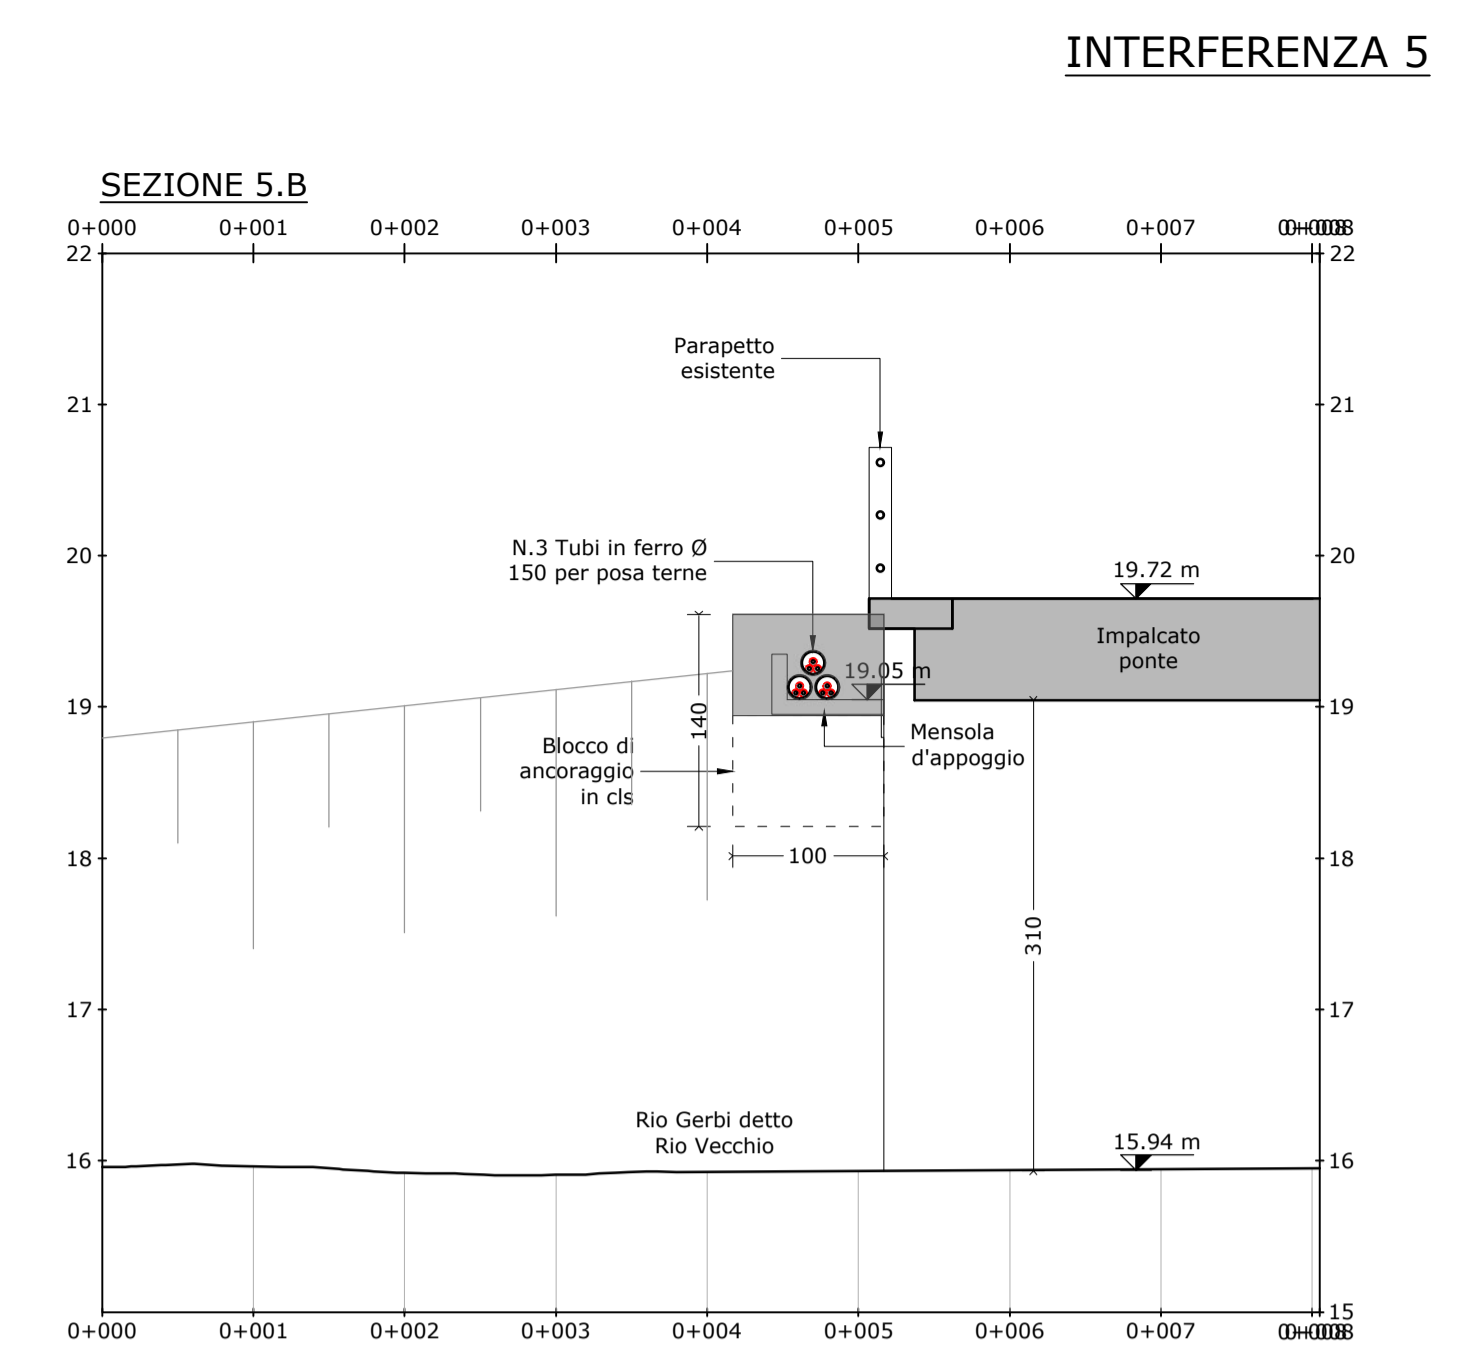 INTERFERENZA 5
SEZIONE 5.B
0+000 0+001 0+002 0+003 0+004 0+005 0+006 0+007 0+008
22 22
Parapetto
esistente
21 21
N.3 Tubi in ferro Ø
150 per posa terne
20 20
19.72 m
Impalcato
ponte
19.05 m
19 19
140
Mensola
d'appoggio
Blocco di
ancoraggio
in cls
18 18
100
310
17 17
Rio Gerbi detto
Rio Vecchio
15.94 m
16 16
15
0+000 0+001 0+002 0+003 0+004 0+005 0+006 0+007 0+008